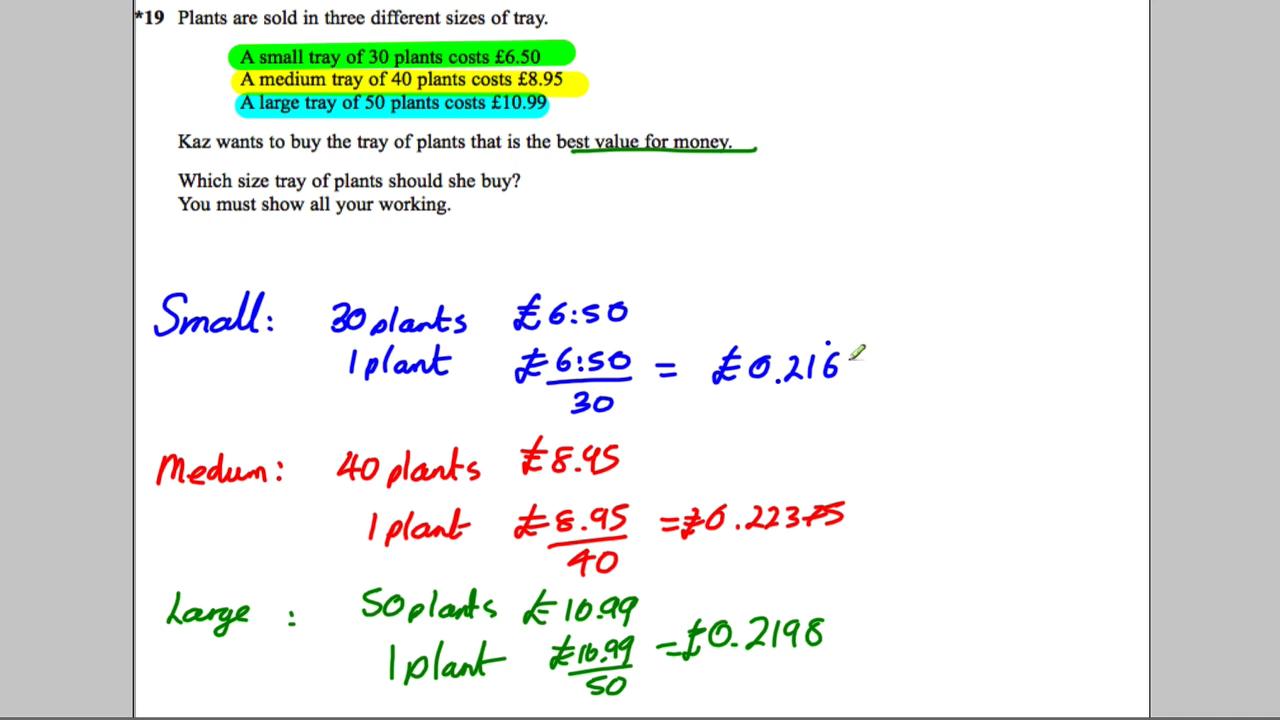 *19 Plants are sold in three different sizes of tray.
A small tray of 30 plants costs £6.50
A medium tray of 40 plants costs £8.95
A large tray of 50 plants costs £10.99
Kaz wants to buy the tray of plants that is the best value for money.
Which size tray of plants should she buy?
You must show all your working.
Small: 30 plants £6:50
1 plant £6:50/30 = £0.216̇
Medum: 40 plants £8.95
1 plant £8.95/40 = £0.22375
Large : 50 plants £10.99
1 plant £10.99/50 = £0.2198